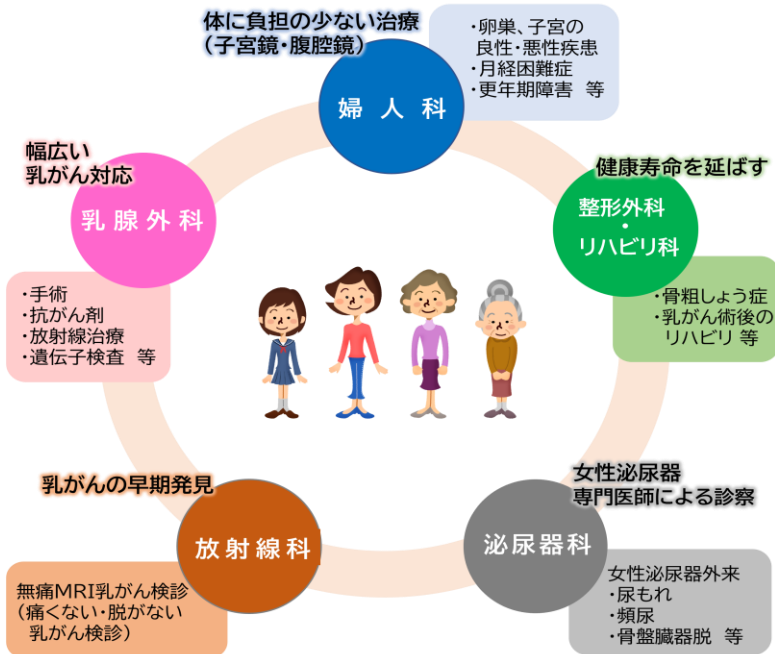 体に負担の少ない治療
（子宮鏡・腹腔鏡）
婦人科
・卵巣、子宮の
良性・悪性疾患
・月経困難症
・更年期障害 等
幅広い
乳がん対応
乳腺外科
・手術
・抗がん剤
・放射線治療
・遺伝子検査 等
健康寿命を延ばす
整形外科
・
リハビリ科
・骨粗しょう症
・乳がん術後の
リハビリ 等
乳がんの早期発見
放射線科
無痛MRI乳がん検診
（痛くない・脱がない
乳がん検診）
女性泌尿器
専門医師による診察
泌尿器科
女性泌尿器外来
・尿もれ
・頻尿
・骨盤臓器脱 等